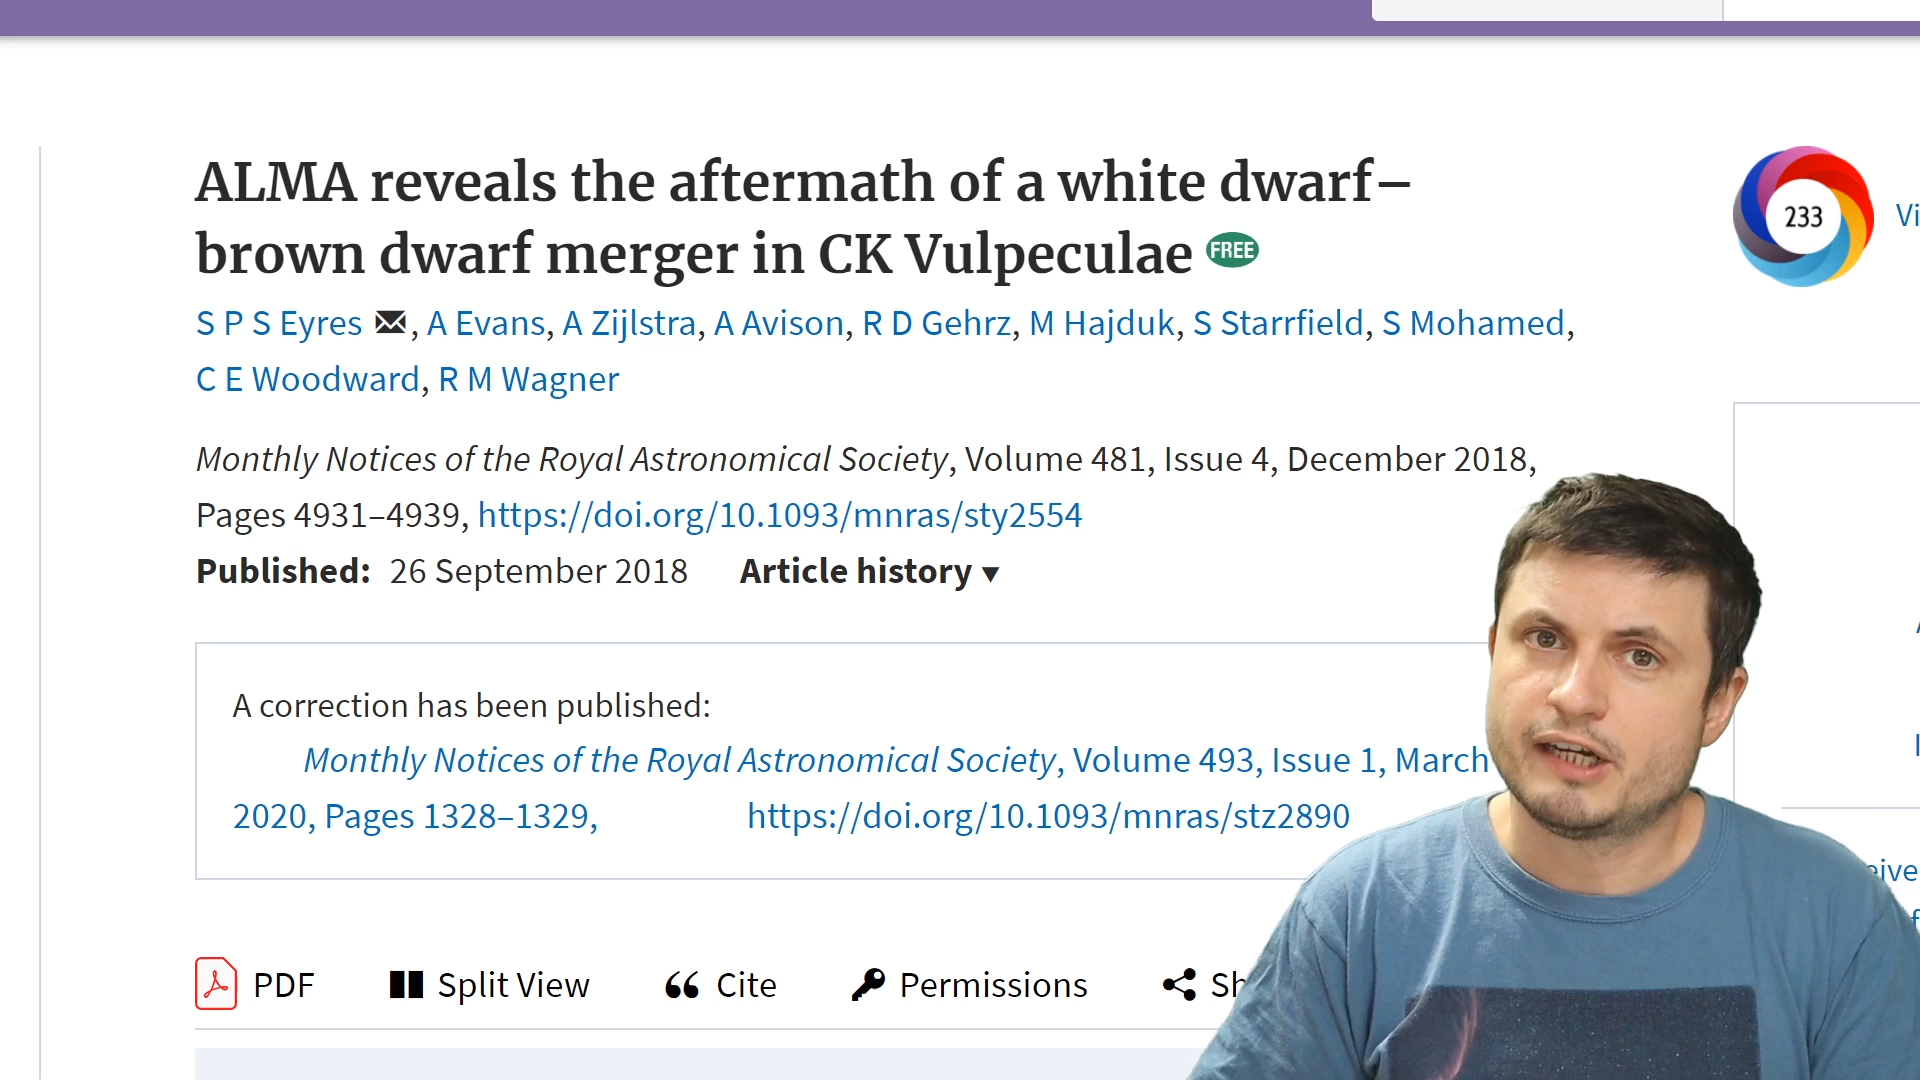 ALMA reveals the aftermath of a white dwarf–
brown dwarf merger in CK Vulpeculae FREE
233
S P S Eyres, A Evans, A Zijlstra, A Avison, R D Gehrz, M Hajduk, S Starrfield, S Mohamed,
C E Woodward, R M Wagner
Monthly Notices of the Royal Astronomical Society, Volume 481, Issue 4, December 2018,
Pages 4931–4939, https://doi.org/10.1093/mnras/sty2554
Published: 26 September 2018 Article history ▼
A correction has been published:
Monthly Notices of the Royal Astronomical Society, Volume 493, Issue 1, March
2020, Pages 1328–1329, https://doi.org/10.1093/mnras/stz2890
PDF Split View Cite Permissions